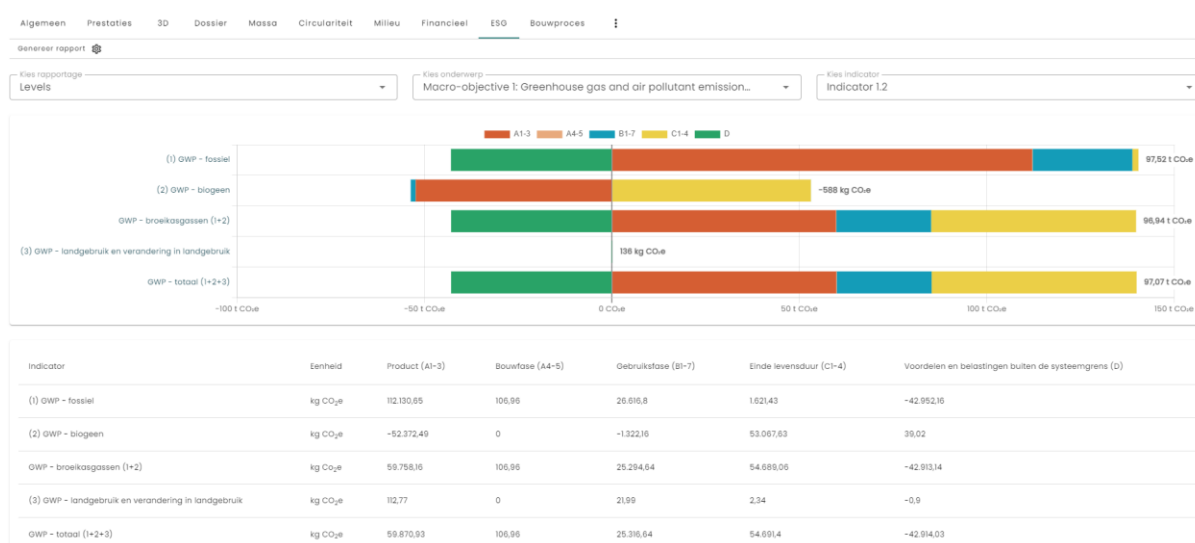 Algemeen Prestaties 3D Dossier Massa Circulariteit Milieu Financieel ESG Bouwproces
Genereer rapport
Kies rapportage Kies onderwerp Kies indicator
Levels Macro-objective 1: Greenhouse gas and air pollutant emission... Indicator 1.2
A1-3 A4-5 B1-7 C1-4 D
(1) GWP - fossiel 97,52 t CO₂e
(2) GWP - biogeen -588 kg CO₂e
GWP - broeikasgassen (1+2) 96,94 t CO₂e
(3) GWP - landgebruik en verandering in landgebruik 136 kg CO₂e
GWP - totaal (1+2+3) 97,07 t CO₂e
-100 t CO₂e -50 t CO₂e 0 CO₂e 50 t CO₂e 100 t CO₂e 150 t CO₂e
Indicator Eenheid Product (A1-3) Bouwfase (A4-5) Gebruiksfase (B1-7) Einde levensduur (C1-4) Voordelen en belastingen buiten de systeemgrens (D)
(1) GWP - fossiel kg CO₂e 112.130,65 106,96 26.616,8 1.621,43 -42.952,16
(2) GWP - biogeen kg CO₂e -52.372,49 0 -1.322,16 53.067,63 39,02
GWP - broeikasgassen (1+2) kg CO₂e 59.758,16 106,96 25.294,64 54.689,06 -42.913,14
(3) GWP - landgebruik en verandering in landgebruik kg CO₂e 112,77 0 21,99 2,34 -0,9
GWP - totaal (1+2+3) kg CO₂e 59.870,93 106,96 25.316,64 54.691,4 -42.914,03